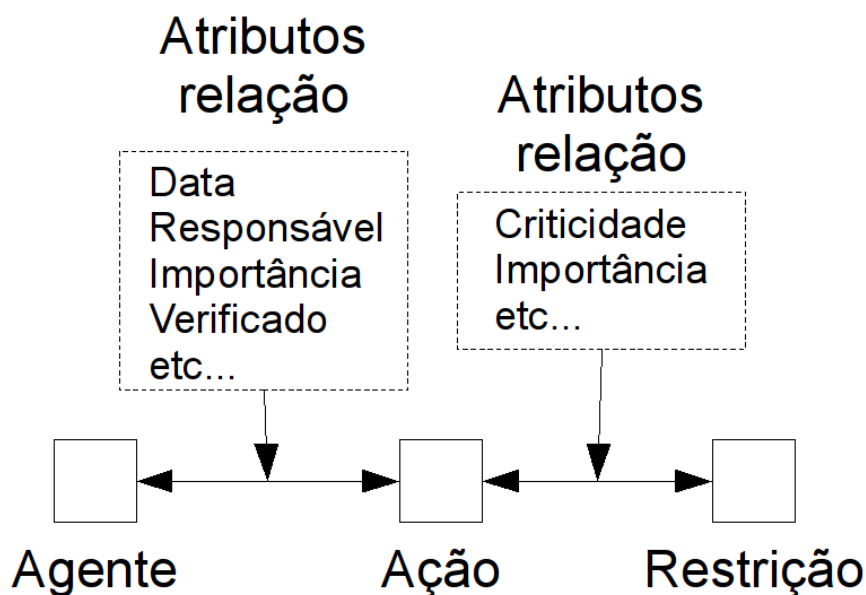 Atributos
relação
Data
Responsável
Importância
Verificado
etc...
Atributos
relação
Criticidade
Importância
etc...
Agente
Ação
Restrição